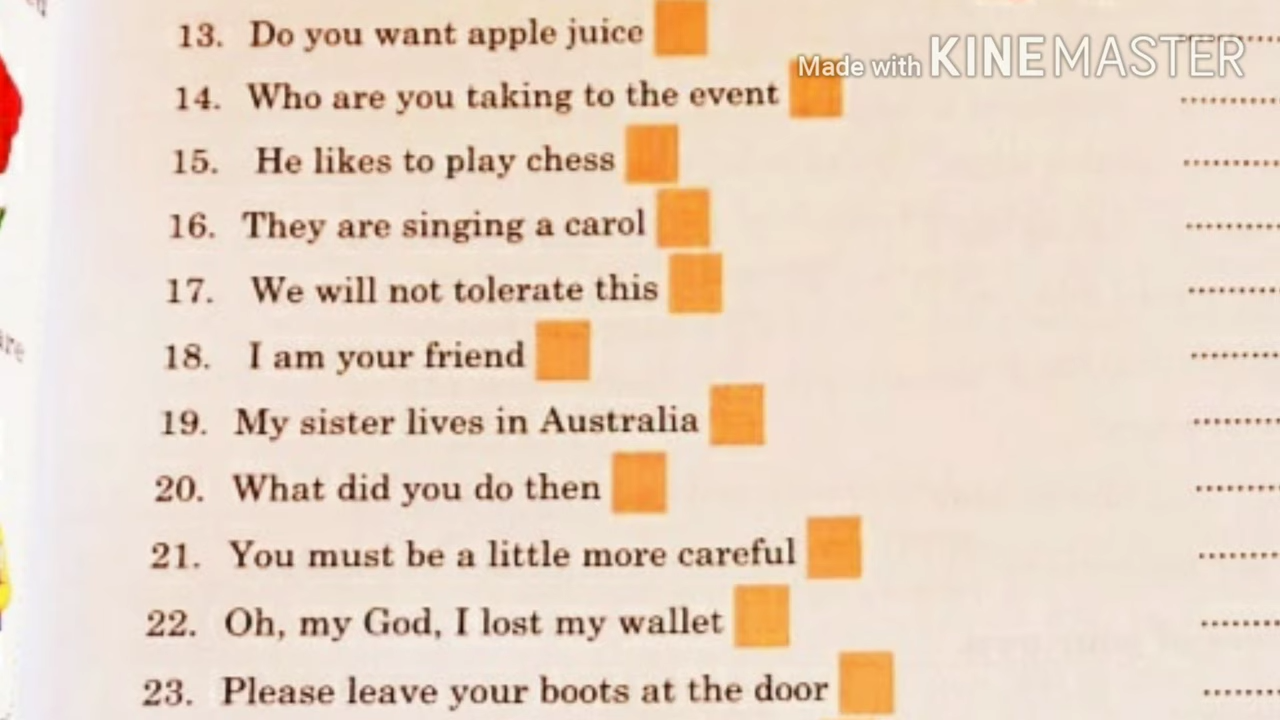 13. Do you want apple juice
Made with KINEMASTER
14. Who are you taking to the event
15. He likes to play chess
16. They are singing a carol
17. We will not tolerate this
18. I am your friend
19. My sister lives in Australia
20. What did you do then
21. You must be a little more careful
22. Oh, my God, I lost my wallet
23. Please leave your boots at the door